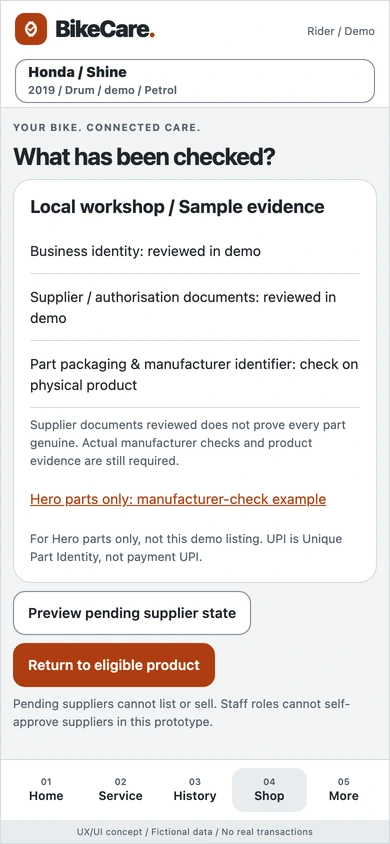 BikeCare.
Rider / Demo
Honda / Shine
2019 / Drum / demo / Petrol
YOUR BIKE. CONNECTED CARE.
What has been checked?
Local workshop / Sample evidence
Business identity: reviewed in demo
Supplier / authorisation documents: reviewed in
demo
Part packaging & manufacturer identifier: check on
physical product
Supplier documents reviewed does not prove every part
genuine. Actual manufacturer checks and product
evidence are still required.
Hero parts only: manufacturer-check example
For Hero parts only, not this demo listing. UPI is Unique
Part Identity, not payment UPI.
Preview pending supplier state
Return to eligible product
Pending suppliers cannot list or sell. Staff roles cannot self-
approve suppliers in this prototype.
01 02 03 04 05
Home Service History Shop More
UX/UI concept / Fictional data / No real transactions